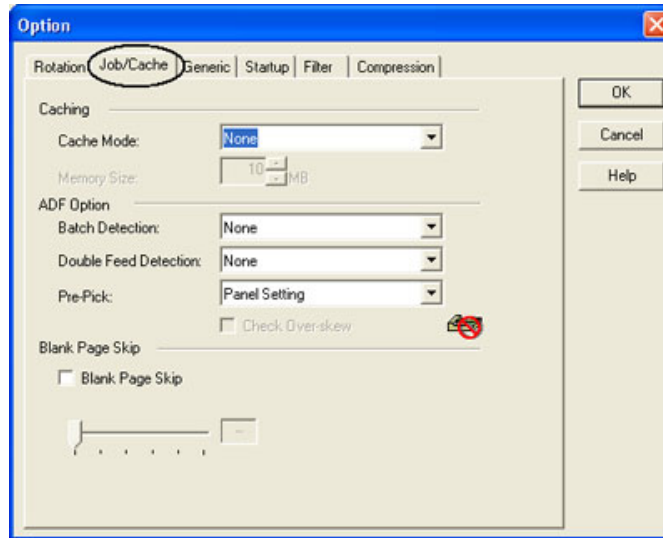 Option
Rotation Job/Cache Generic Startup Filter Compression
OK
Caching
Cancel
Cache Mode: None
Help
Memory Size: 10 MB
ADF Option
Batch Detection: None
Double Feed Detection: None
Pre-Pick: Panel Setting
Check Over-skew
Blank Page Skip
Blank Page Skip